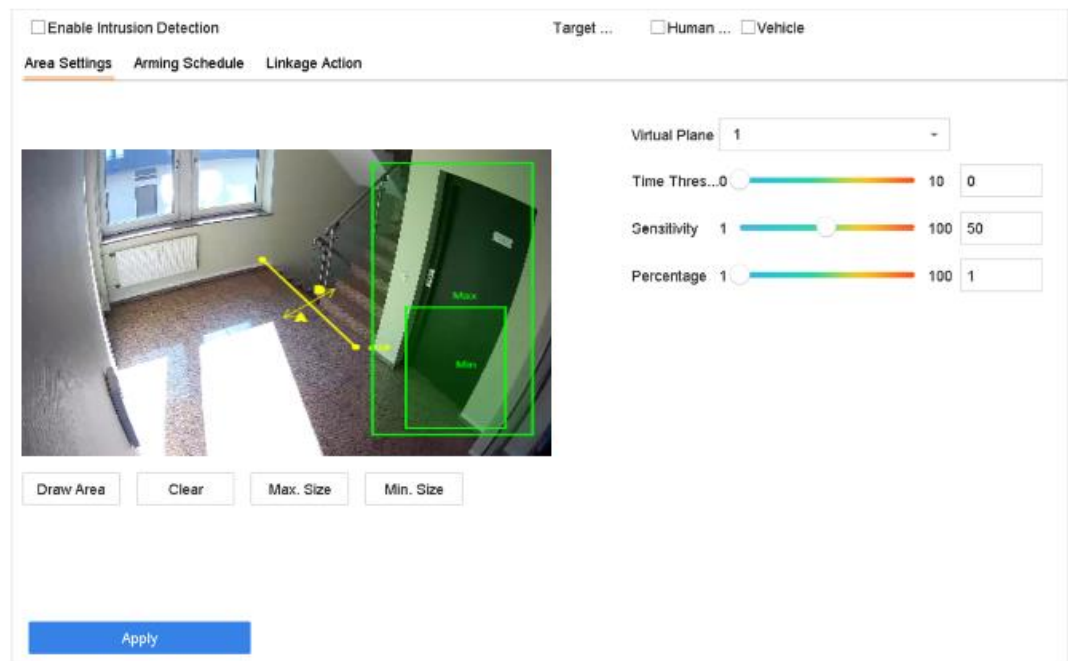 Enable Intrusion Detection Target ... Human ... Vehicle
Area Settings Arming Schedule Linkage Action
Virtual Plane 1
Time Thres...0 10 0
Sensitivity 1 100 50
Percentage 1 100 1
Max
Min
Draw Area Clear Max. Size Min. Size
Apply